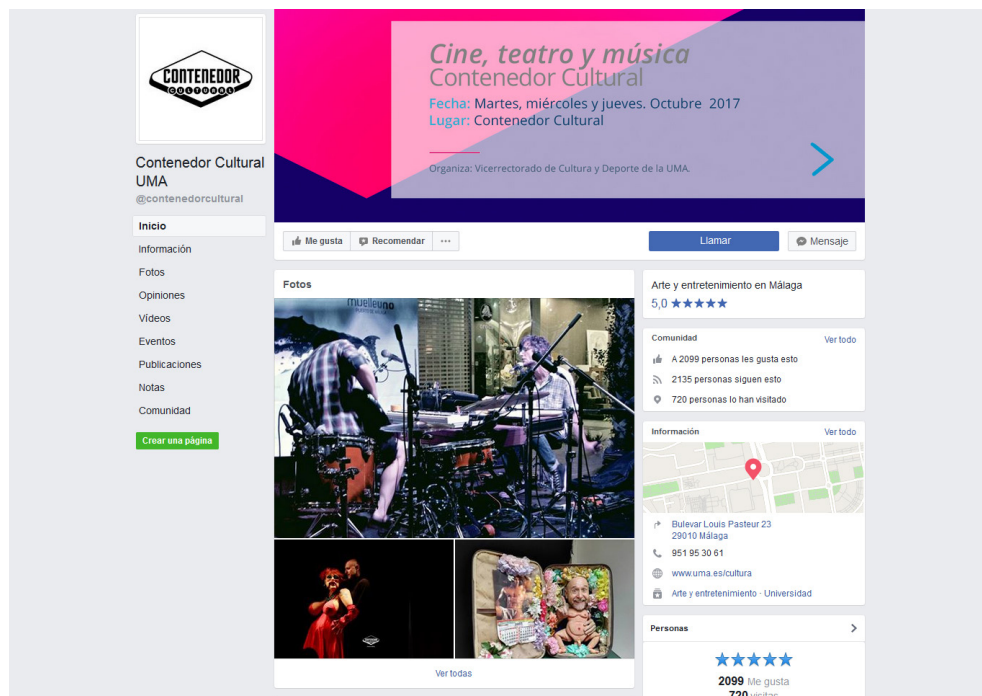 CONTENEDOR
CULTURAL
Contenedor Cultural
UMA
@contenedorcultural
Inicio
Información
Fotos
Opiniones
Vídeos
Eventos
Publicaciones
Notas
Comunidad
Crear una página
Cine, teatro y música
Contenedor Cultural
Fecha: Martes, miércoles y jueves. Octubre 2017
Lugar: Contenedor Cultural
Organiza: Vicerrectorado de Cultura y Deporte de la UMA.
Me gusta
Recomendar
Llamar
Mensaje
Fotos
muelleuno
Ver todas
Arte y entretenimiento en Málaga
5,0
Comunidad
Ver todo
A 2099 personas les gusta esto
2135 personas siguen esto
720 personas lo han visitado
Información
Ver todo
Bulevar Louis Pasteur 23
29010 Málaga
951 95 30 61
www.uma.es/cultura
Arte y entretenimiento · Universidad
Personas
2099 Me gusta
720 visitas